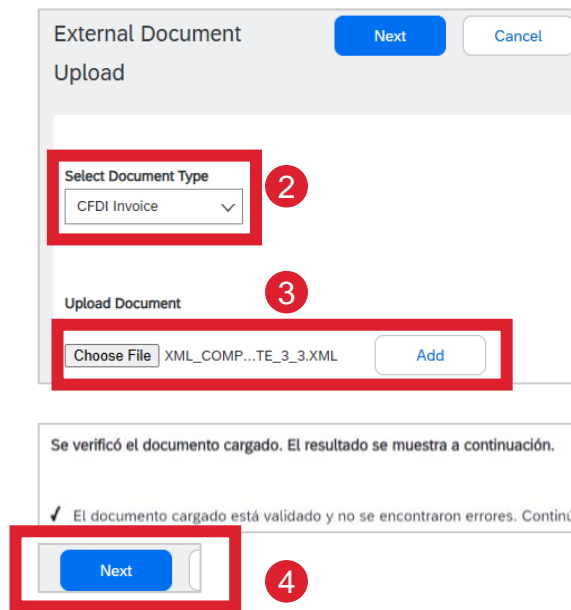 External Document
Upload
Next
Cancel
Select Document Type
CFDI Invoice
2
3
Upload Document
Choose File XML_COMP...TE_3_3.XML
Add
Se verificó el documento cargado. El resultado se muestra a continuación.
✓ El documento cargado está validado y no se encontraron errores.
Next
4